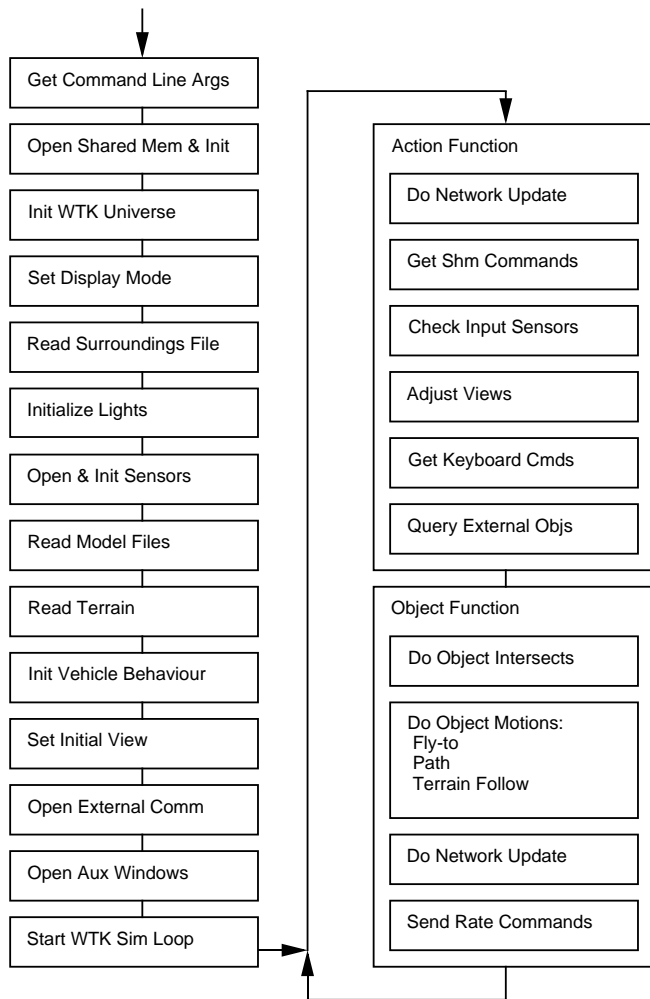 Get Command Line Args
Open Shared Mem & Init
Init WTK Universe
Set Display Mode
Read Surroundings File
Initialize Lights
Open & Init Sensors
Read Model Files
Read Terrain
Init Vehicle Behaviour
Set Initial View
Open External Comm
Open Aux Windows
Start WTK Sim Loop
Action Function
Do Network Update
Get Shm Commands
Check Input Sensors
Adjust Views
Get Keyboard Cmds
Query External Objs
Object Function
Do Object Intersects
Do Object Motions:
Fly-to
Path
Terrain Follow
Do Network Update
Send Rate Commands